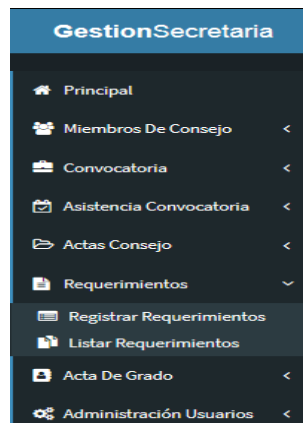 GestionSecretaria
Principal
Miembros De Consejo
Convocatoria
Asistencia Convocatoria
Actas Consejo
Requerimientos
Registrar Requerimientos
Listar Requerimientos
Acta De Grado
Administración Usuarios